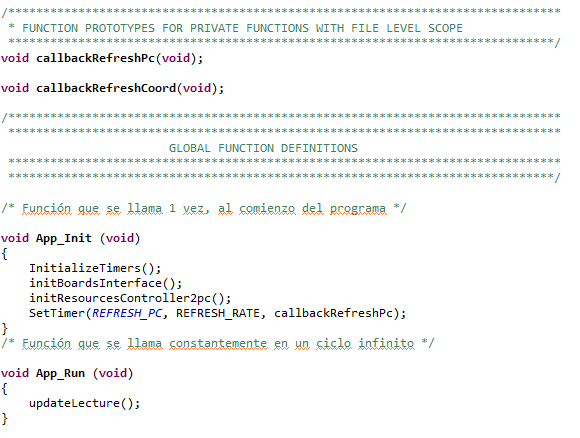 /*******************************************************************************
 * FUNCTION PROTOTYPES FOR PRIVATE FUNCTIONS WITH FILE LEVEL SCOPE
 ******************************************************************************/
void callbackRefreshPc(void);
void callbackRefreshCoord(void);
/*******************************************************************************
 *******************************************************************************
                        GLOBAL FUNCTION DEFINITIONS
 *******************************************************************************
 ******************************************************************************/
/* Función que se llama 1 vez, al comienzo del programa */
void App_Init (void)
{
    InitializeTimers();
    initBoardsInterface();
    initResourcesController2pc();
    SetTimer(REFRESH_PC, REFRESH_RATE, callbackRefreshPc);
}
/* Función que se llama constantemente en un ciclo infinito */
void App_Run (void)
{
    updateLecture();
}